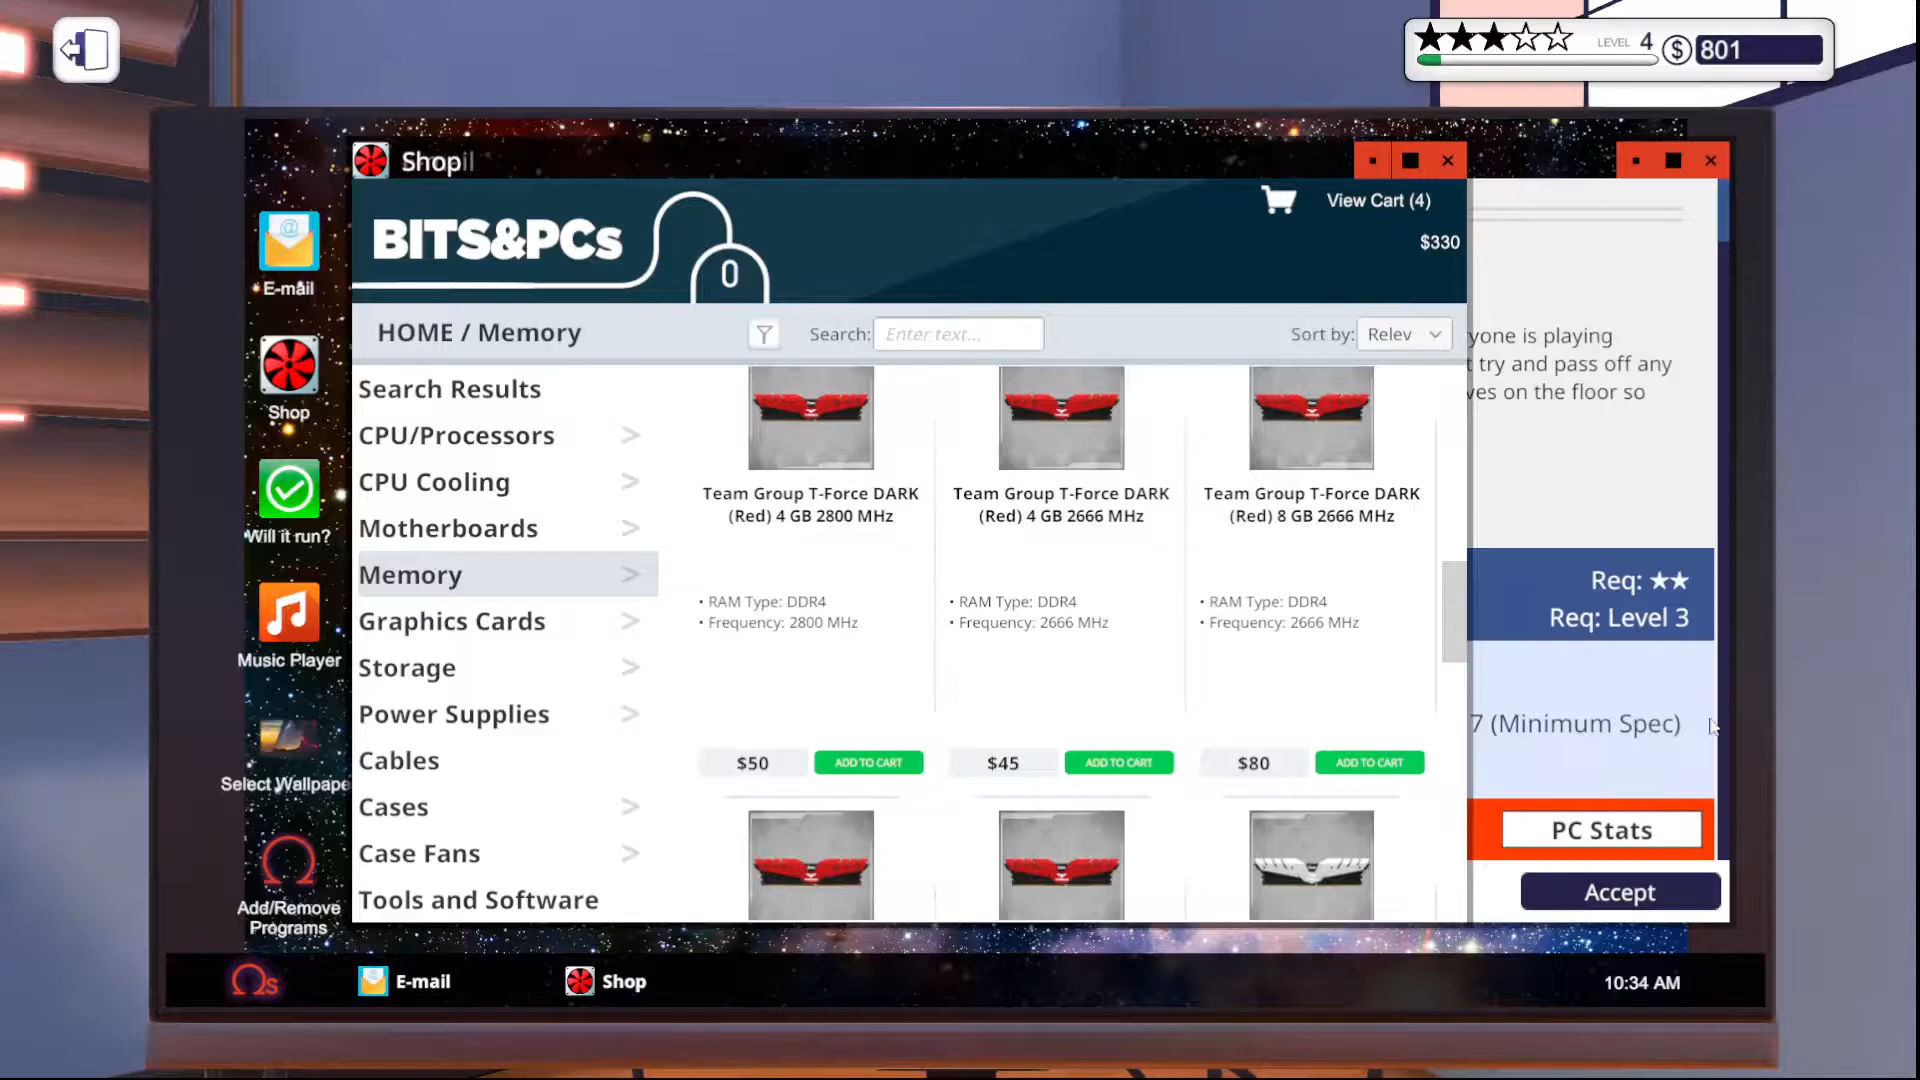 LEVEL 4 $ 801
Shop
View Cart (4)
BITS&PCs
$330
HOME / Memory
Search:
Enter text...
Sort by:
Relev
Search Results
CPU/Processors >
CPU Cooling >
Motherboards >
Memory >
Graphics Cards >
Storage >
Power Supplies >
Cables
Cases >
Case Fans >
Tools and Software
Team Group T-Force DARK
(Red) 4 GB 2800 MHz
• RAM Type: DDR4
• Frequency: 2800 MHz
$50
ADD TO CART
Team Group T-Force DARK
(Red) 4 GB 2666 MHz
• RAM Type: DDR4
• Frequency: 2666 MHz
$45
ADD TO CART
Team Group T-Force DARK
(Red) 8 GB 2666 MHz
• RAM Type: DDR4
• Frequency: 2666 MHz
$80
ADD TO CART
yone is playing
t try and pass off any
ves on the floor so
Req: ★★
Req: Level 3
7 (Minimum Spec)
PC Stats
Accept
E-mail
Shop
Will it run?
Music Player
Select Wallpape
Add/Remove
Programs
Ωs
E-mail
Shop
10:34 AM